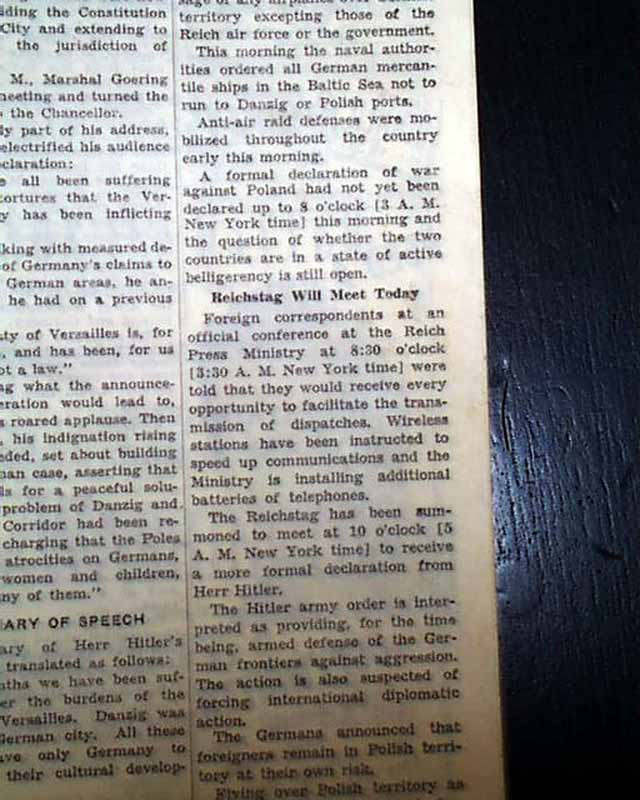 ding the Constitution
City and extending to
the jurisdiction of
M., Marshal Goering
meeting and turned the
the Chancellor.
ly part of his address,
electrified his audience
claration:
e all been suffering
tortures that the Ver-
y has been inflicting
king with measured de-
of Germany's claims to
German areas, he an-
he had on a previous
ty of Versailles is, for
, and has been, for us
ot a law."
ng what the announce-
eration would lead to,
s roared applause. Then
, his indignation rising
eded, set about building
man case, asserting that
ls for a peaceful solu-
problem of Danzig and
Corridor had been re-
charging that the Poles
atrocities on Germans,
women and children,
ny of them."
ARY OF SPEECH
ary of Herr Hitler's
translated as follows:
nths we have been suf-
er the burdens of the
Versailles. Danzig was
German city. All these
ave only Germany to
their cultural develop-
sage of any airplanes over
territory excepting those of the
Reich air force or the government.
This morning the naval author-
ities ordered all German mercan-
tile ships in the Baltic Sea not to
run to Danzig or Polish ports.
Anti-air raid defenses were mo-
bilized throughout the country
early this morning.
A formal declaration of war
against Poland had not yet been
declared up to 8 o'clock [3 A. M.
New York time] this morning and
the question of whether the two
countries are in a state of active
belligerency is still open.
Reichstag Will Meet Today
Foreign correspondents at an
official conference at the Reich
Press Ministry at 8:30 o'clock
[3:30 A. M. New York time] were
told that they would receive every
opportunity to facilitate the trans-
mission of dispatches. Wireless
stations have been instructed to
speed up communications and the
Ministry is installing additional
batteries of telephones.
The Reichstag has been sum-
moned to meet at 10 o'clock [5
A. M. New York time] to receive
a more formal declaration from
Herr Hitler.
The Hitler army order is inter-
preted as providing, for the time
being, armed defense of the Ger-
man frontiers against aggression.
The action is also suspected of
forcing international diplomatic
action.
The Germans announced that
foreigners remain in Polish terri-
tory at their own risk.
Flying over Polish territory as